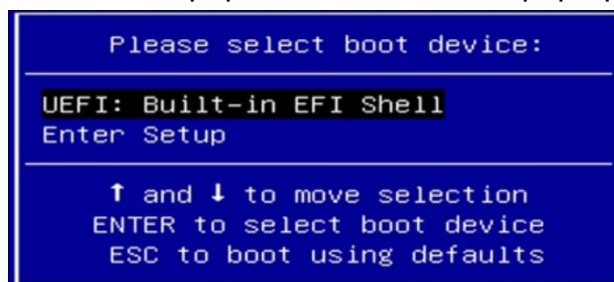 Please select boot device:
UEFI: Built-in EFI Shell
Enter Setup
↑ and ↓ to move selection
ENTER to select boot device
ESC to boot using defaults